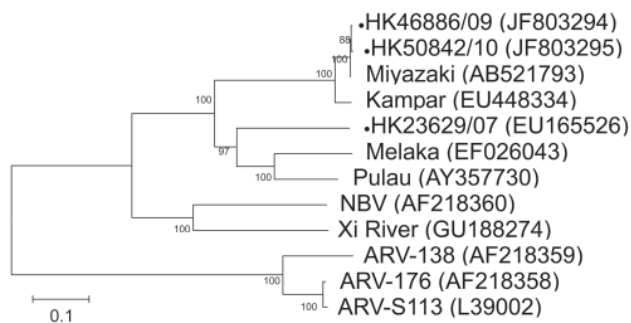 •HK46886/09 (JF803294)
88
•HK50842/10 (JF803295)
100
Miyazaki (AB521793)
100
Kampar (EU448334)
100
•HK23629/07 (EU165526)
97
Melaka (EF026043)
100
Pulau (AY357730)
NBV (AF218360)
100
Xi River (GU188274)
ARV-138 (AF218359)
100
ARV-176 (AF218358)
100
ARV-S113 (L39002)
0.1